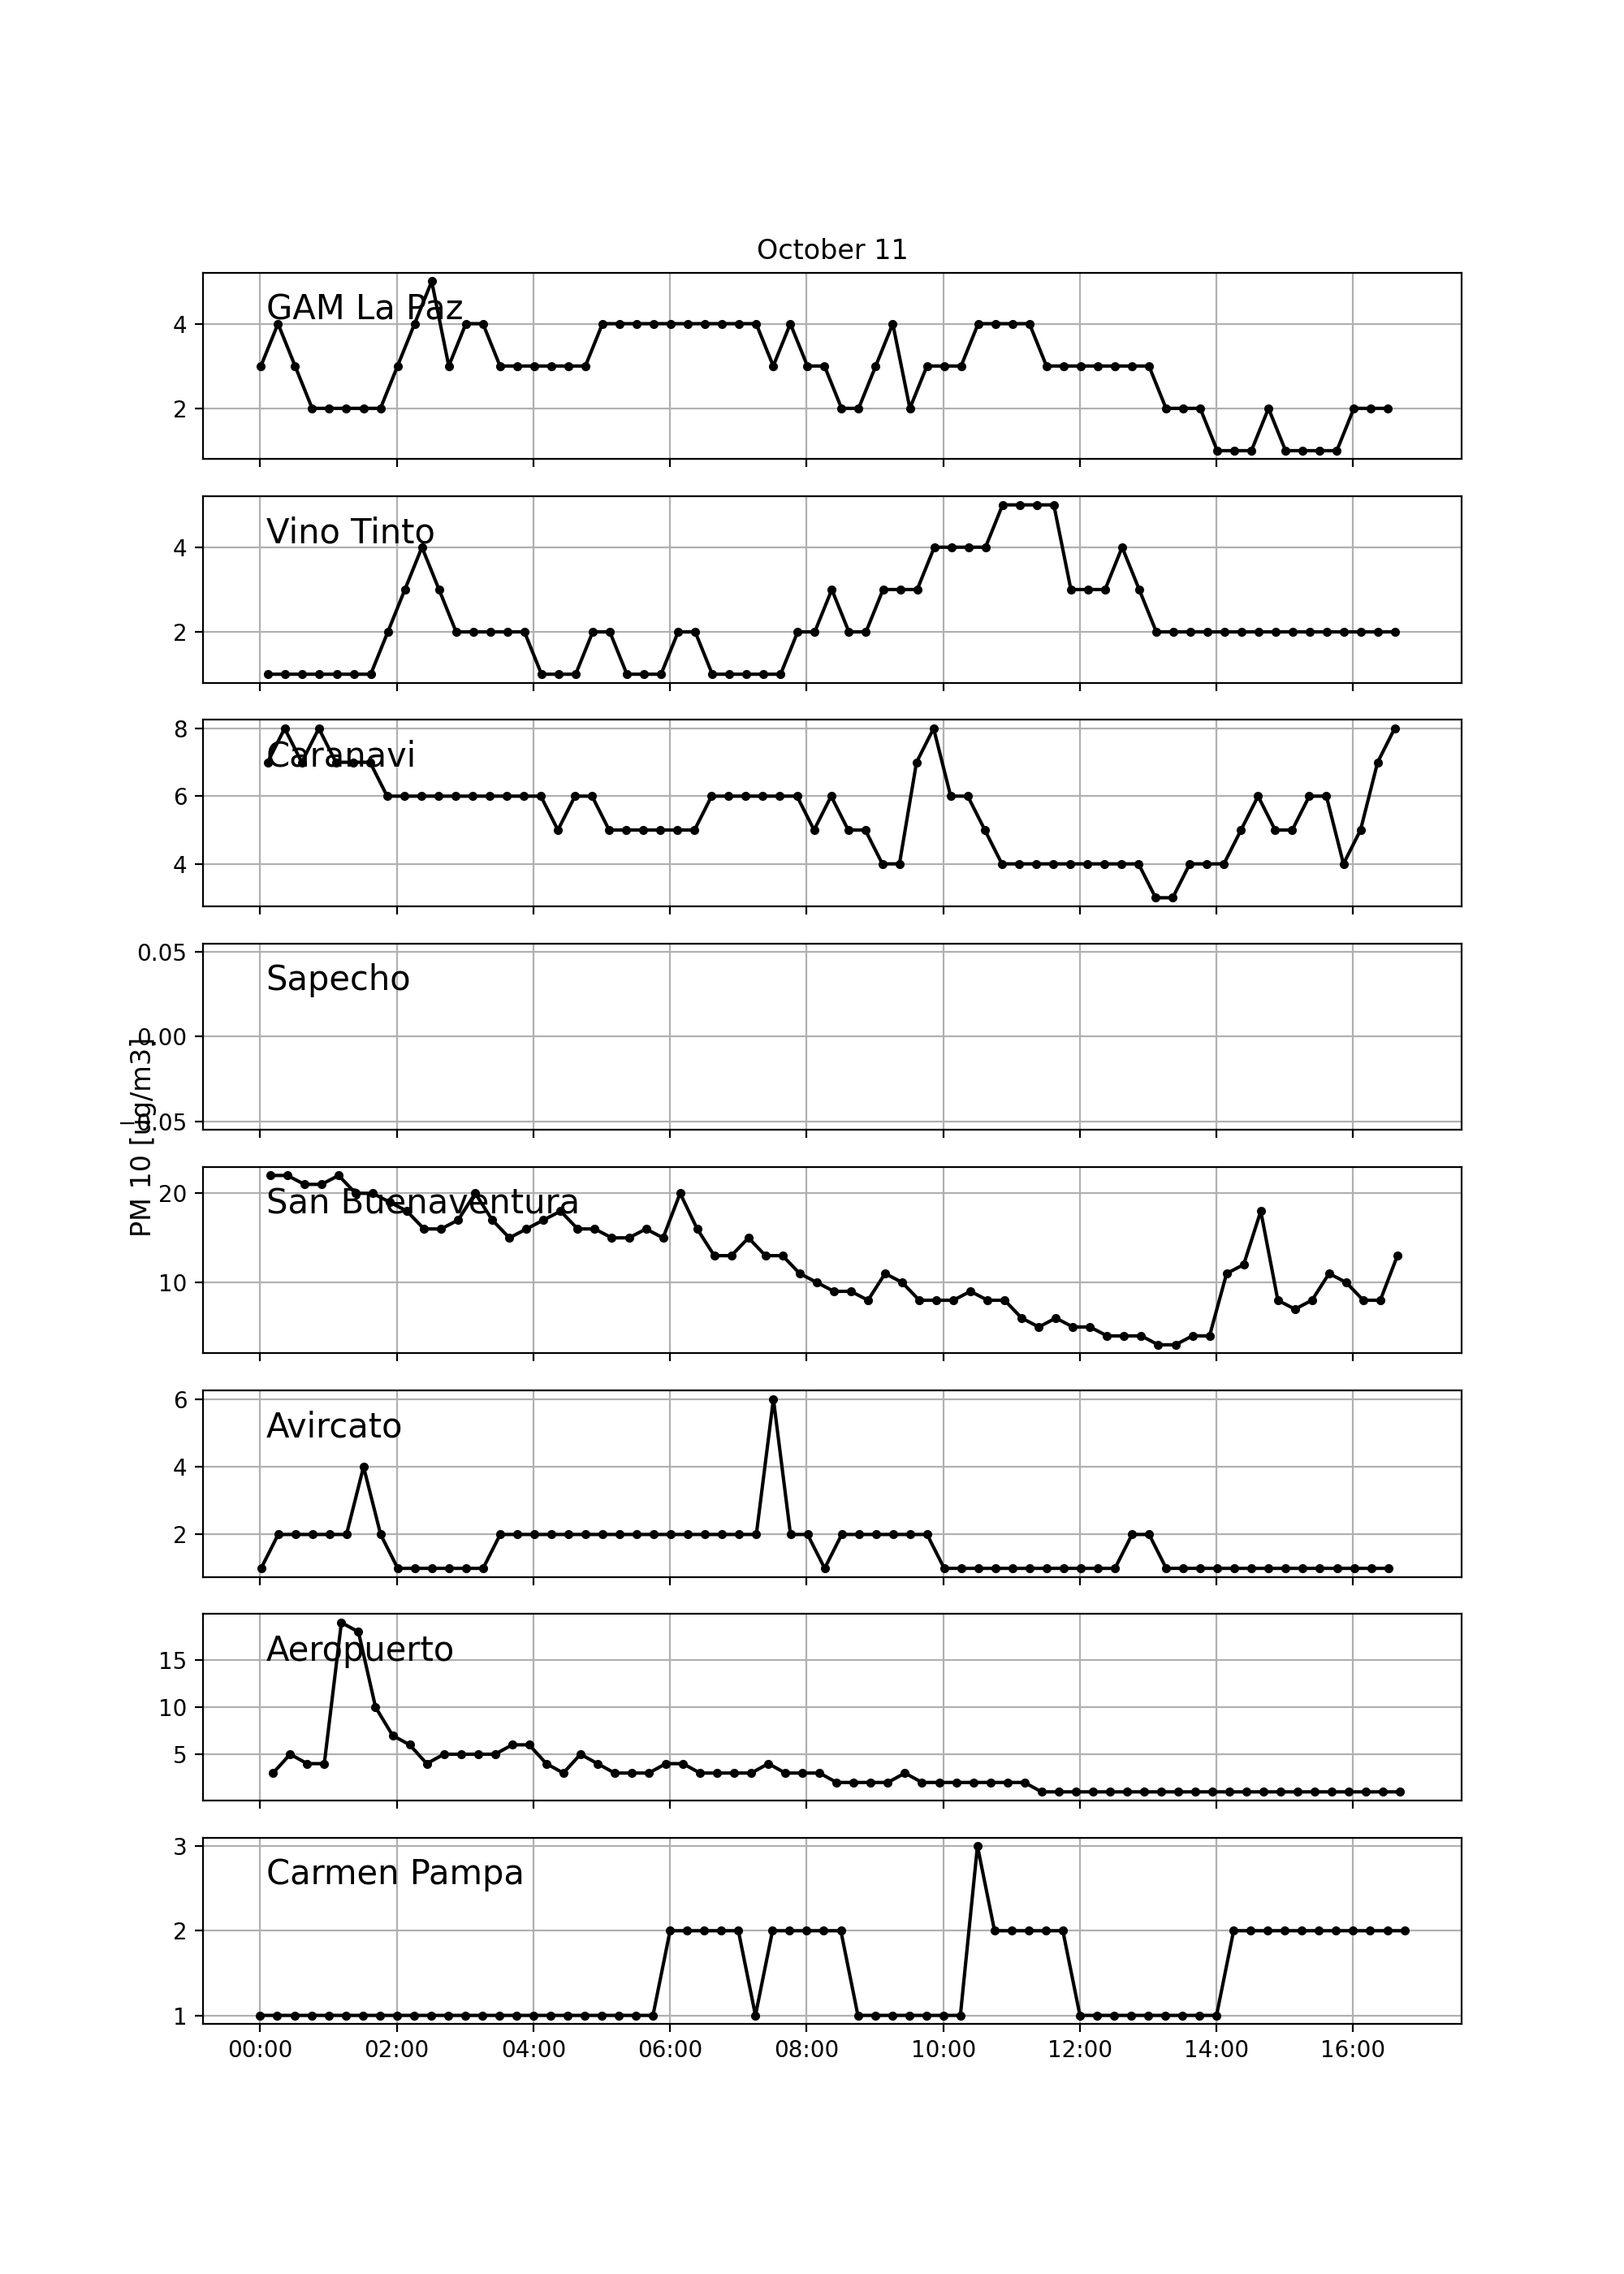 October 11
GAM La Paz
4
2
Vino Tinto
4
2
Caranavi
8
6
4
Sapecho
0.05
0.00
−0.05
PM 10 [ug/m3]
San Buenaventura
20
10
Avircato
6
4
2
Aeropuerto
15
10
5
Carmen Pampa
3
2
1
00:00 02:00 04:00 06:00 08:00 10:00 12:00 14:00 16:00